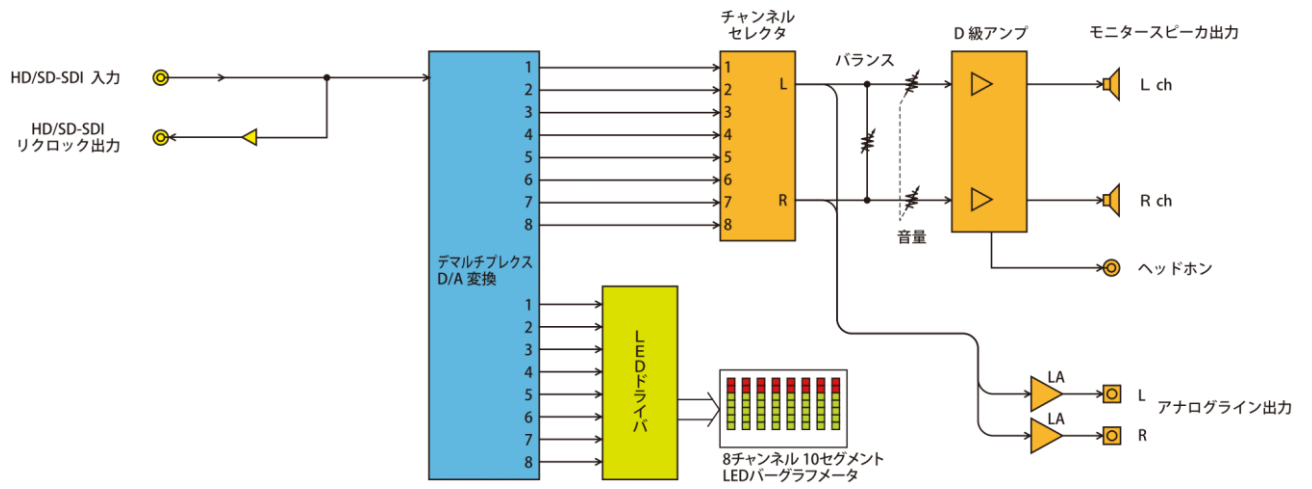 HD/SD-SDI 入力
HD/SD-SDI
リクロック出力
1
2
3
4
5
6
7
8
デマルチプレクス
D/A 変換
1
2
3
4
5
6
7
8
チャンネル
セレクタ
1
2
3
4
5
6
7
8
L
R
バランス
音量
D 級アンプ
モニタースピーカ出力
L ch
R ch
ヘッドホン
LEDドライバ
8チャンネル 10セグメント
LEDバーグラフメータ
LA
L
LA
R
アナログライン出力